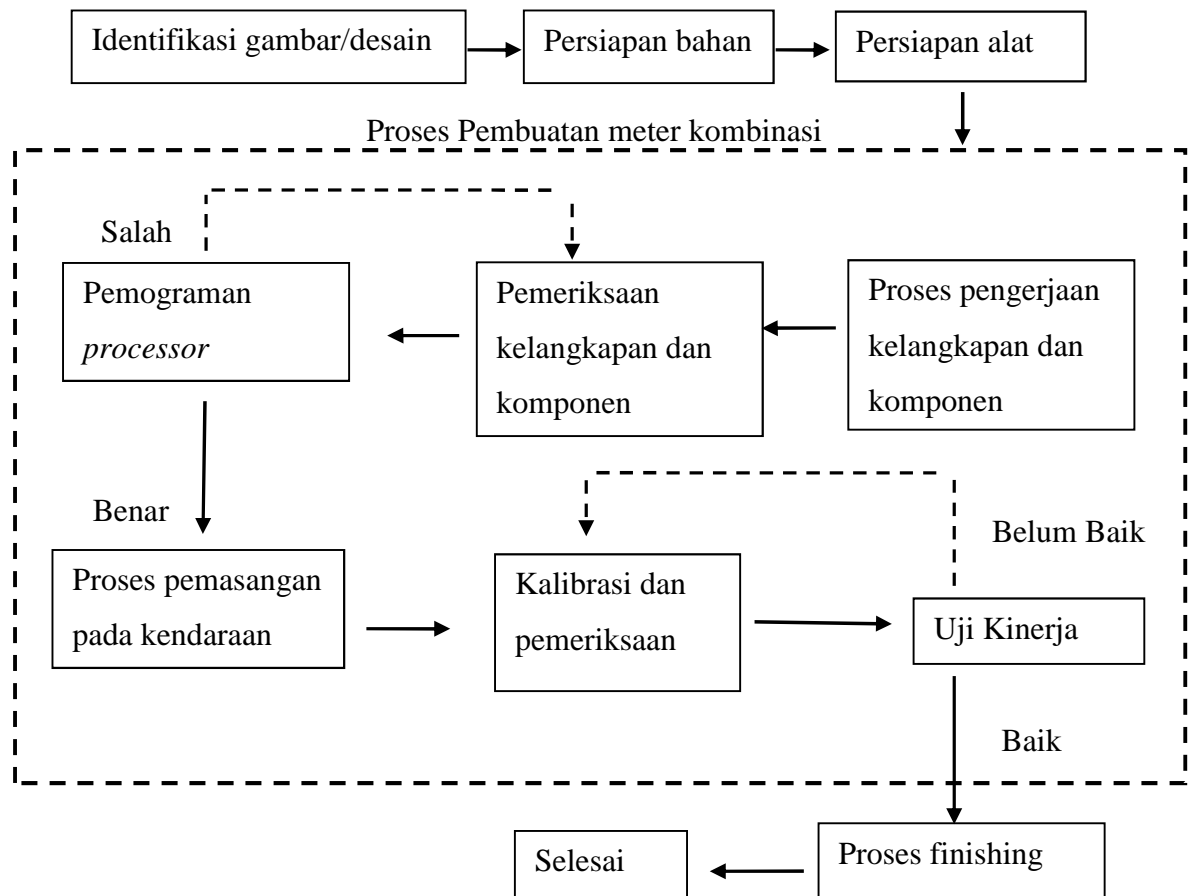 Identifikasi gambar/desain
Persiapan bahan
Persiapan alat
Proses Pembuatan meter kombinasi
Salah
Pemograman
processor
Pemeriksaan
kelangkapan dan
komponen
Proses pengerjaan
kelangkapan dan
komponen
Benar
Belum Baik
Proses pemasangan
pada kendaraan
Kalibrasi dan
pemeriksaan
Uji Kinerja
Baik
Selesai
Proses finishing